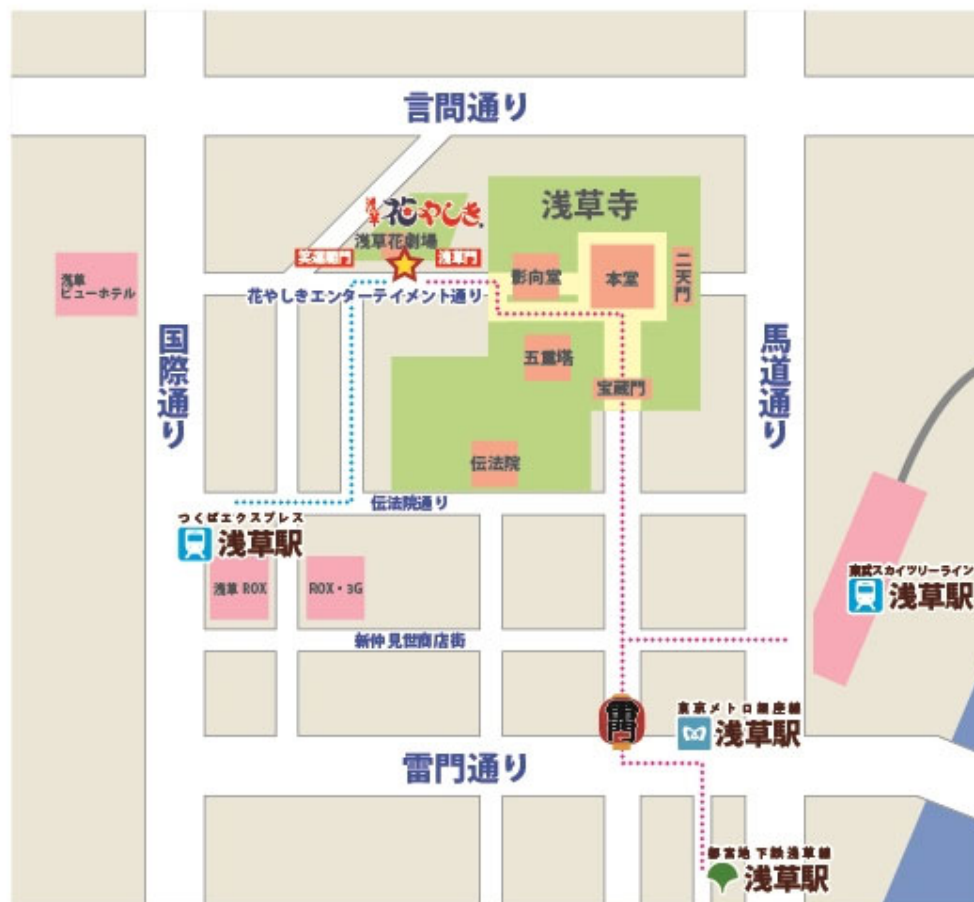 言問通り
浅草寺
浅草
花やしき
浅草花劇場
浅草門
影向堂
本堂
二天門
花やしきエンターテイメント通り
浅草
ビューホテル
国際通り
馬道通り
五重塔
宝蔵門
伝法院
伝法院通り
つくばエクスプレス
浅草駅
浅草 ROX
ROX・3G
東武スカイツリーライン
浅草駅
新仲見世商店街
雷門
東京メトロ銀座線
浅草駅
雷門通り
都営地下鉄浅草線
浅草駅